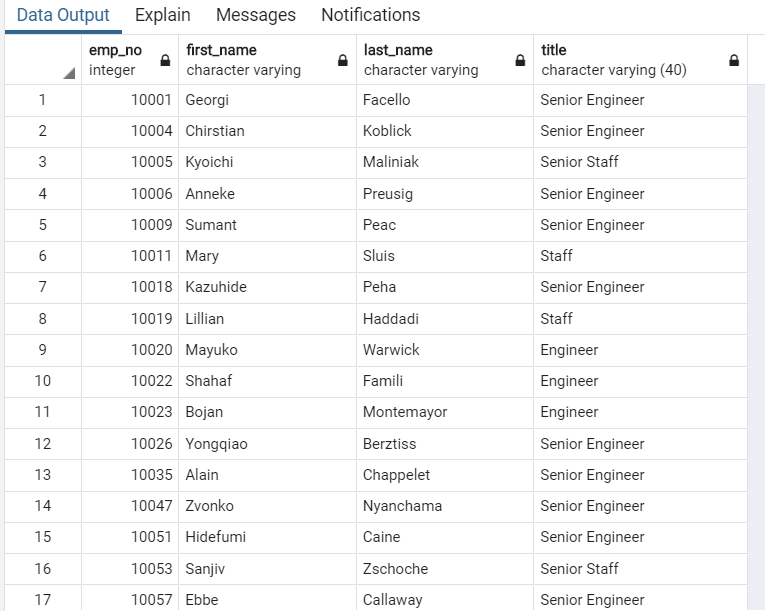 Data Output Explain Messages Notifications
emp_no first_name last_name title
integer character varying character varying character varying (40)
1 10001 Georgi Facello Senior Engineer
2 10004 Chirstian Koblick Senior Engineer
3 10005 Kyoichi Maliniak Senior Staff
4 10006 Anneke Preusig Senior Engineer
5 10009 Sumant Peac Senior Engineer
6 10011 Mary Sluis Staff
7 10018 Kazuhide Peha Senior Engineer
8 10019 Lillian Haddadi Staff
9 10020 Mayuko Warwick Engineer
10 10022 Shahaf Famili Engineer
11 10023 Bojan Montemayor Engineer
12 10026 Yongqiao Berztiss Senior Engineer
13 10035 Alain Chappelet Senior Engineer
14 10047 Zvonko Nyanchama Senior Engineer
15 10051 Hidefumi Caine Senior Engineer
16 10053 Sanjiv Zschoche Senior Staff
17 10057 Ebbe Callaway Senior Engineer